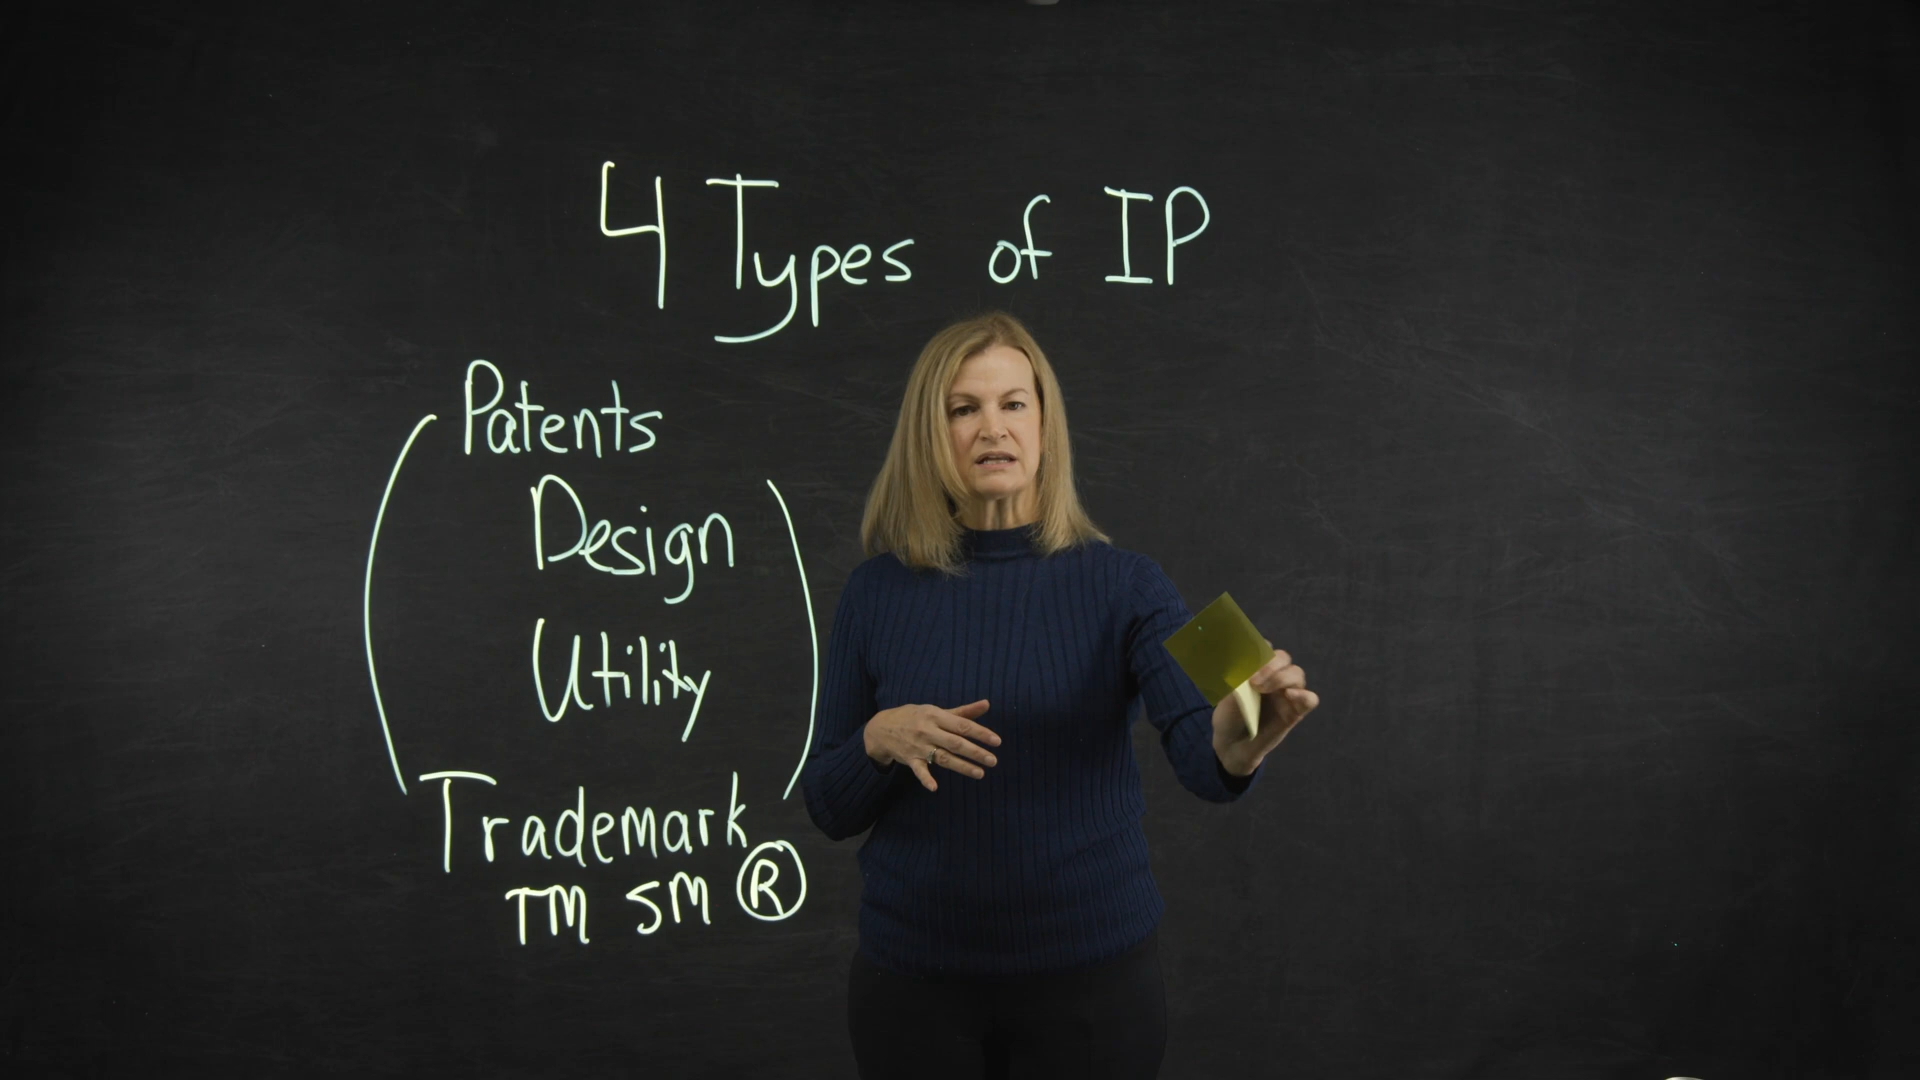 4 Types of IP
Patents
Design
Utility
Trademark
TM SM ®